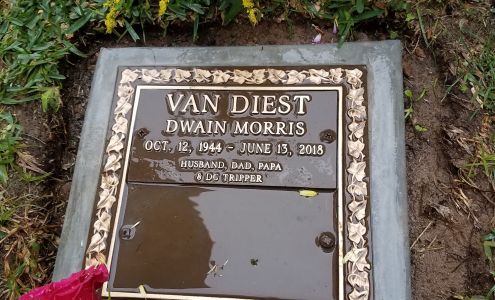 VAN DIEST
DWAIN MORRIS
OCT. 12, 1944 - JUNE 13, 2018
HUSBAND, DAD, PAPA
& DG TRIPPER